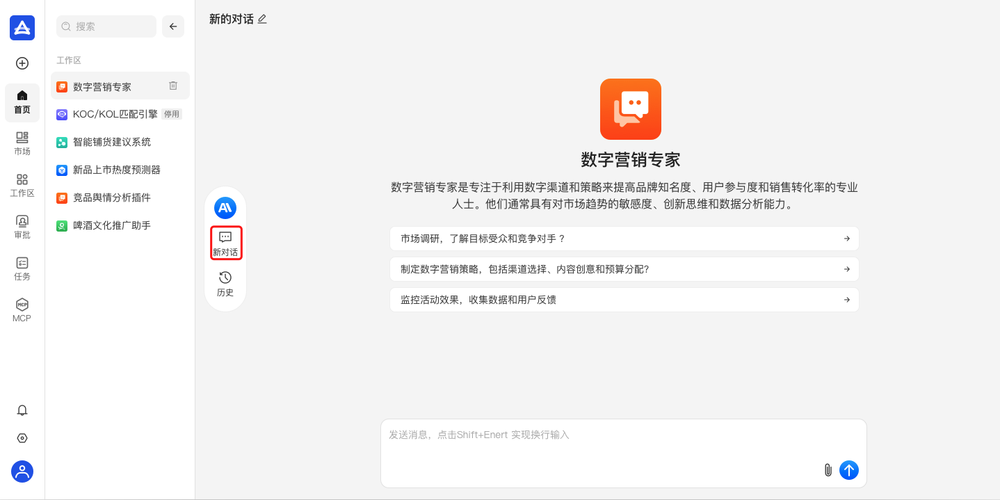 搜索
首页
市场
工作区
审批
任务
MCP
工作区
数字营销专家
KOC/KOL匹配引擎 停用
智能铺货建议系统
新品上市热度预测器
竞品舆情分析插件
啤酒文化推广助手
新的对话
新对话
历史
数字营销专家
数字营销专家是专注于利用数字渠道和策略来提高品牌知名度、用户参与度和销售转化率的专业
人士。他们通常具有对市场趋势的敏感度、创新思维和数据分析能力。
市场调研，了解目标受众和竞争对手 ?
制定数字营销策略，包括渠道选择、内容创意和预算分配?
监控活动效果，收集数据和用户反馈
发送消息，点击Shift+Enert 实现换行输入